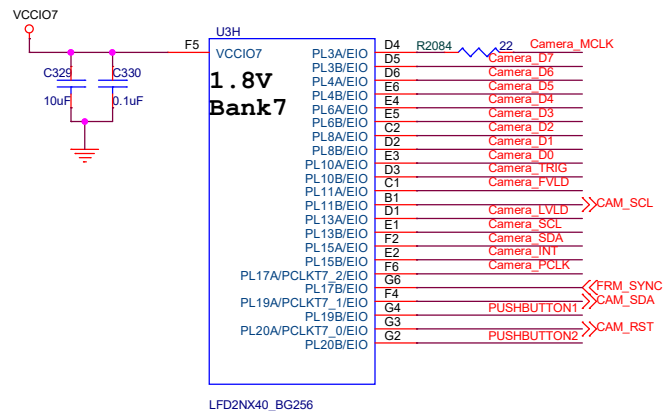 VCCIO7
U3H
F5 VCCIO7 PL3A/EIO D4 R2084 22 Camera_MCLK
PL3B/EIO D5 Camera_D7
C329 C330 1.8V PL4A/EIO D6 Camera_D6
PL4B/EIO E6 Camera_D5
10uF 0.1uF Bank7 PL6A/EIO E4 Camera_D4
PL6B/EIO E5 Camera_D3
PL8A/EIO C2 Camera_D2
PL8B/EIO D2 Camera_D1
PL10A/EIO E3 Camera_D0
PL10B/EIO D3 Camera_TRIG
PL11A/EIO C1 Camera_FVLD
PL11B/EIO B1 CAM_SCL
PL13A/EIO D1 Camera_LVLD
PL13B/EIO E1 Camera_SCL
PL15A/EIO F2 Camera_SDA
PL15B/EIO E2 Camera_INT
PL17A/PCLKT7_2/EIO F6 Camera_PCLK
PL17B/EIO G6 FRM_SYNC
PL19A/PCLKT7_1/EIO F4 CAM_SDA
PL19B/EIO G4 PUSHBUTTON1
PL20A/PCLKT7_0/EIO G3 CAM_RST
PL20B/EIO G2 PUSHBUTTON2
LFD2NX40_BG256